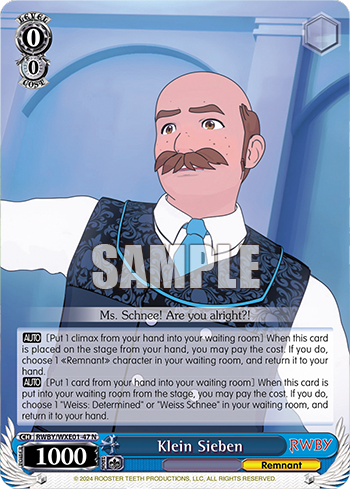 LEVEL
0
0
COST
SAMPLE
Ms. Schnee! Are you alright?!
AUTO [Put 1 climax from your hand into your waiting room] When this card
is placed on the stage from your hand, you may pay the cost. If you do,
choose 1 «Remnant» character in your waiting room, and return it to your
hand.
AUTO [Put 1 card from your hand into your waiting room] When this card is
put into your waiting room from the stage, you may pay the cost. If you do,
choose 1 "Weiss: Determined" or "Weiss Schnee" in your waiting room, and
return it to your hand.
CH RWBY/WXE01-47 N
POWER 1000
SOUL
Klein Sieben
RWBY
Remnant
© 2024 ROOSTER TEETH PRODUCTIONS, LLC, ALL RIGHTS RESERVED.